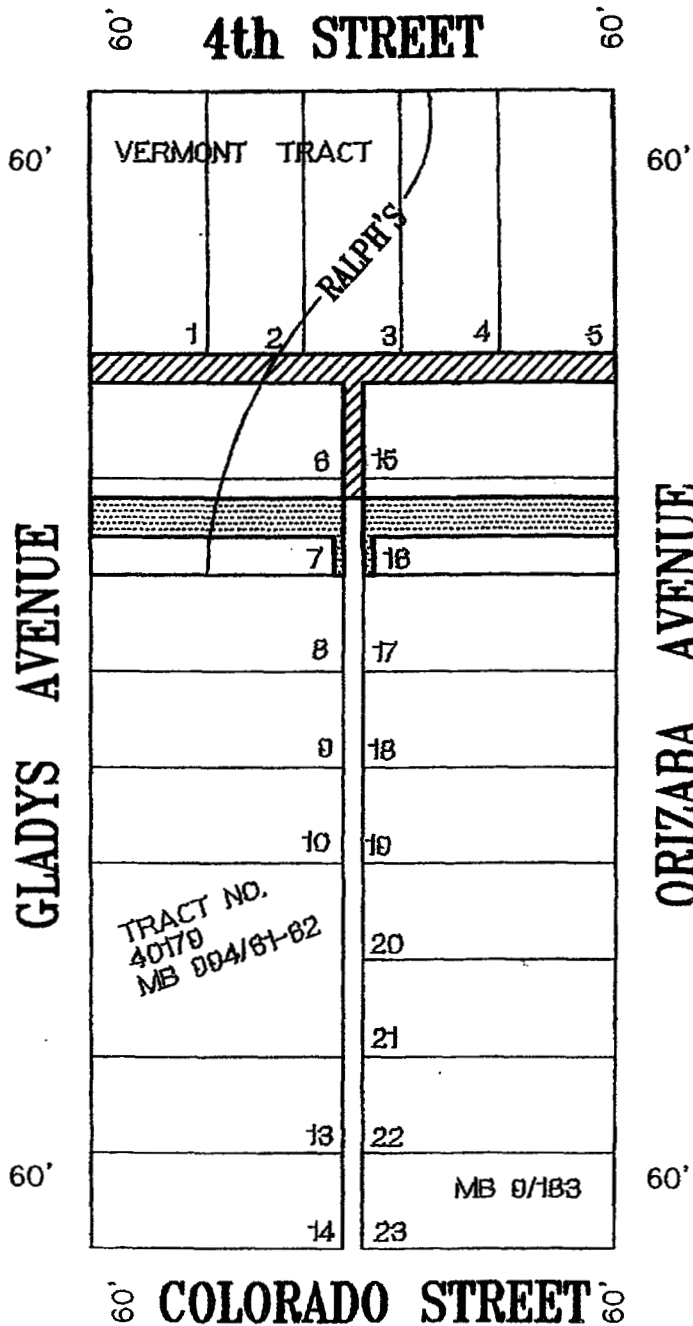 60' 60'
4th STREET
60' 60'
VERMONT TRACT
RALPH'S
1 2 3 4 5
6 15
7 16
GLADYS AVENUE
ORIZABA AVENUE
8 17
9 18
10 19
TRACT NO.
40179
MB 994/61-62
20
21
13 22
60' 60'
MB 9/183
14 23
60' COLORADO STREET 60'